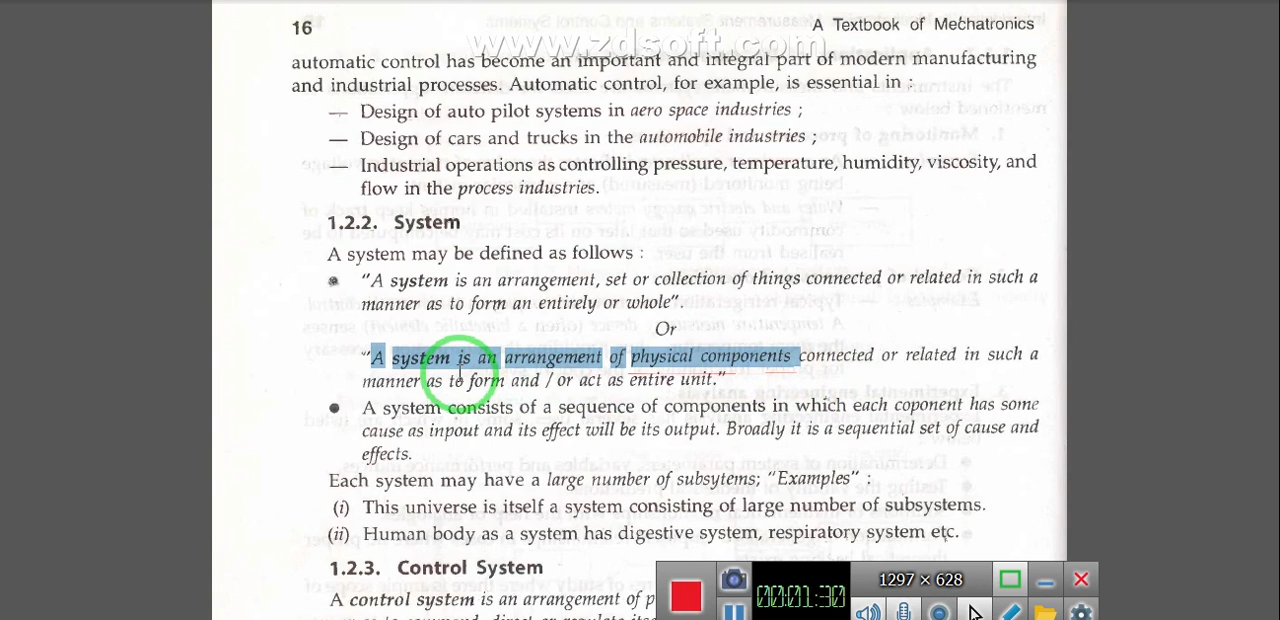 16
A Textbook of Mechatronics
www.zdsoft.com
automatic control has become an important and integral part of modern manufacturing
and industrial processes. Automatic control, for example, is essential in :
— Design of auto pilot systems in aero space industries ;
— Design of cars and trucks in the automobile industries ;
— Industrial operations as controlling pressure, temperature, humidity, viscosity, and
flow in the process industries.
1.2.2. System
A system may be defined as follows :
● "A system is an arrangement, set or collection of things connected or related in such a
manner as to form an entirely or whole".
Or
"A system is an arrangement of physical components connected or related in such a
manner as to form and / or act as entire unit."
● A system consists of a sequence of components in which each coponent has some
cause as inpout and its effect will be its output. Broadly it is a sequential set of cause and
effects.
Each system may have a large number of subsytems; "Examples" :
(i) This universe is itself a system consisting of large number of subsystems.
(ii) Human body as a system has digestive system, respiratory system etc.
1.2.3. Control System
A control system is an arrangement of p
00:01:30
1297 × 628